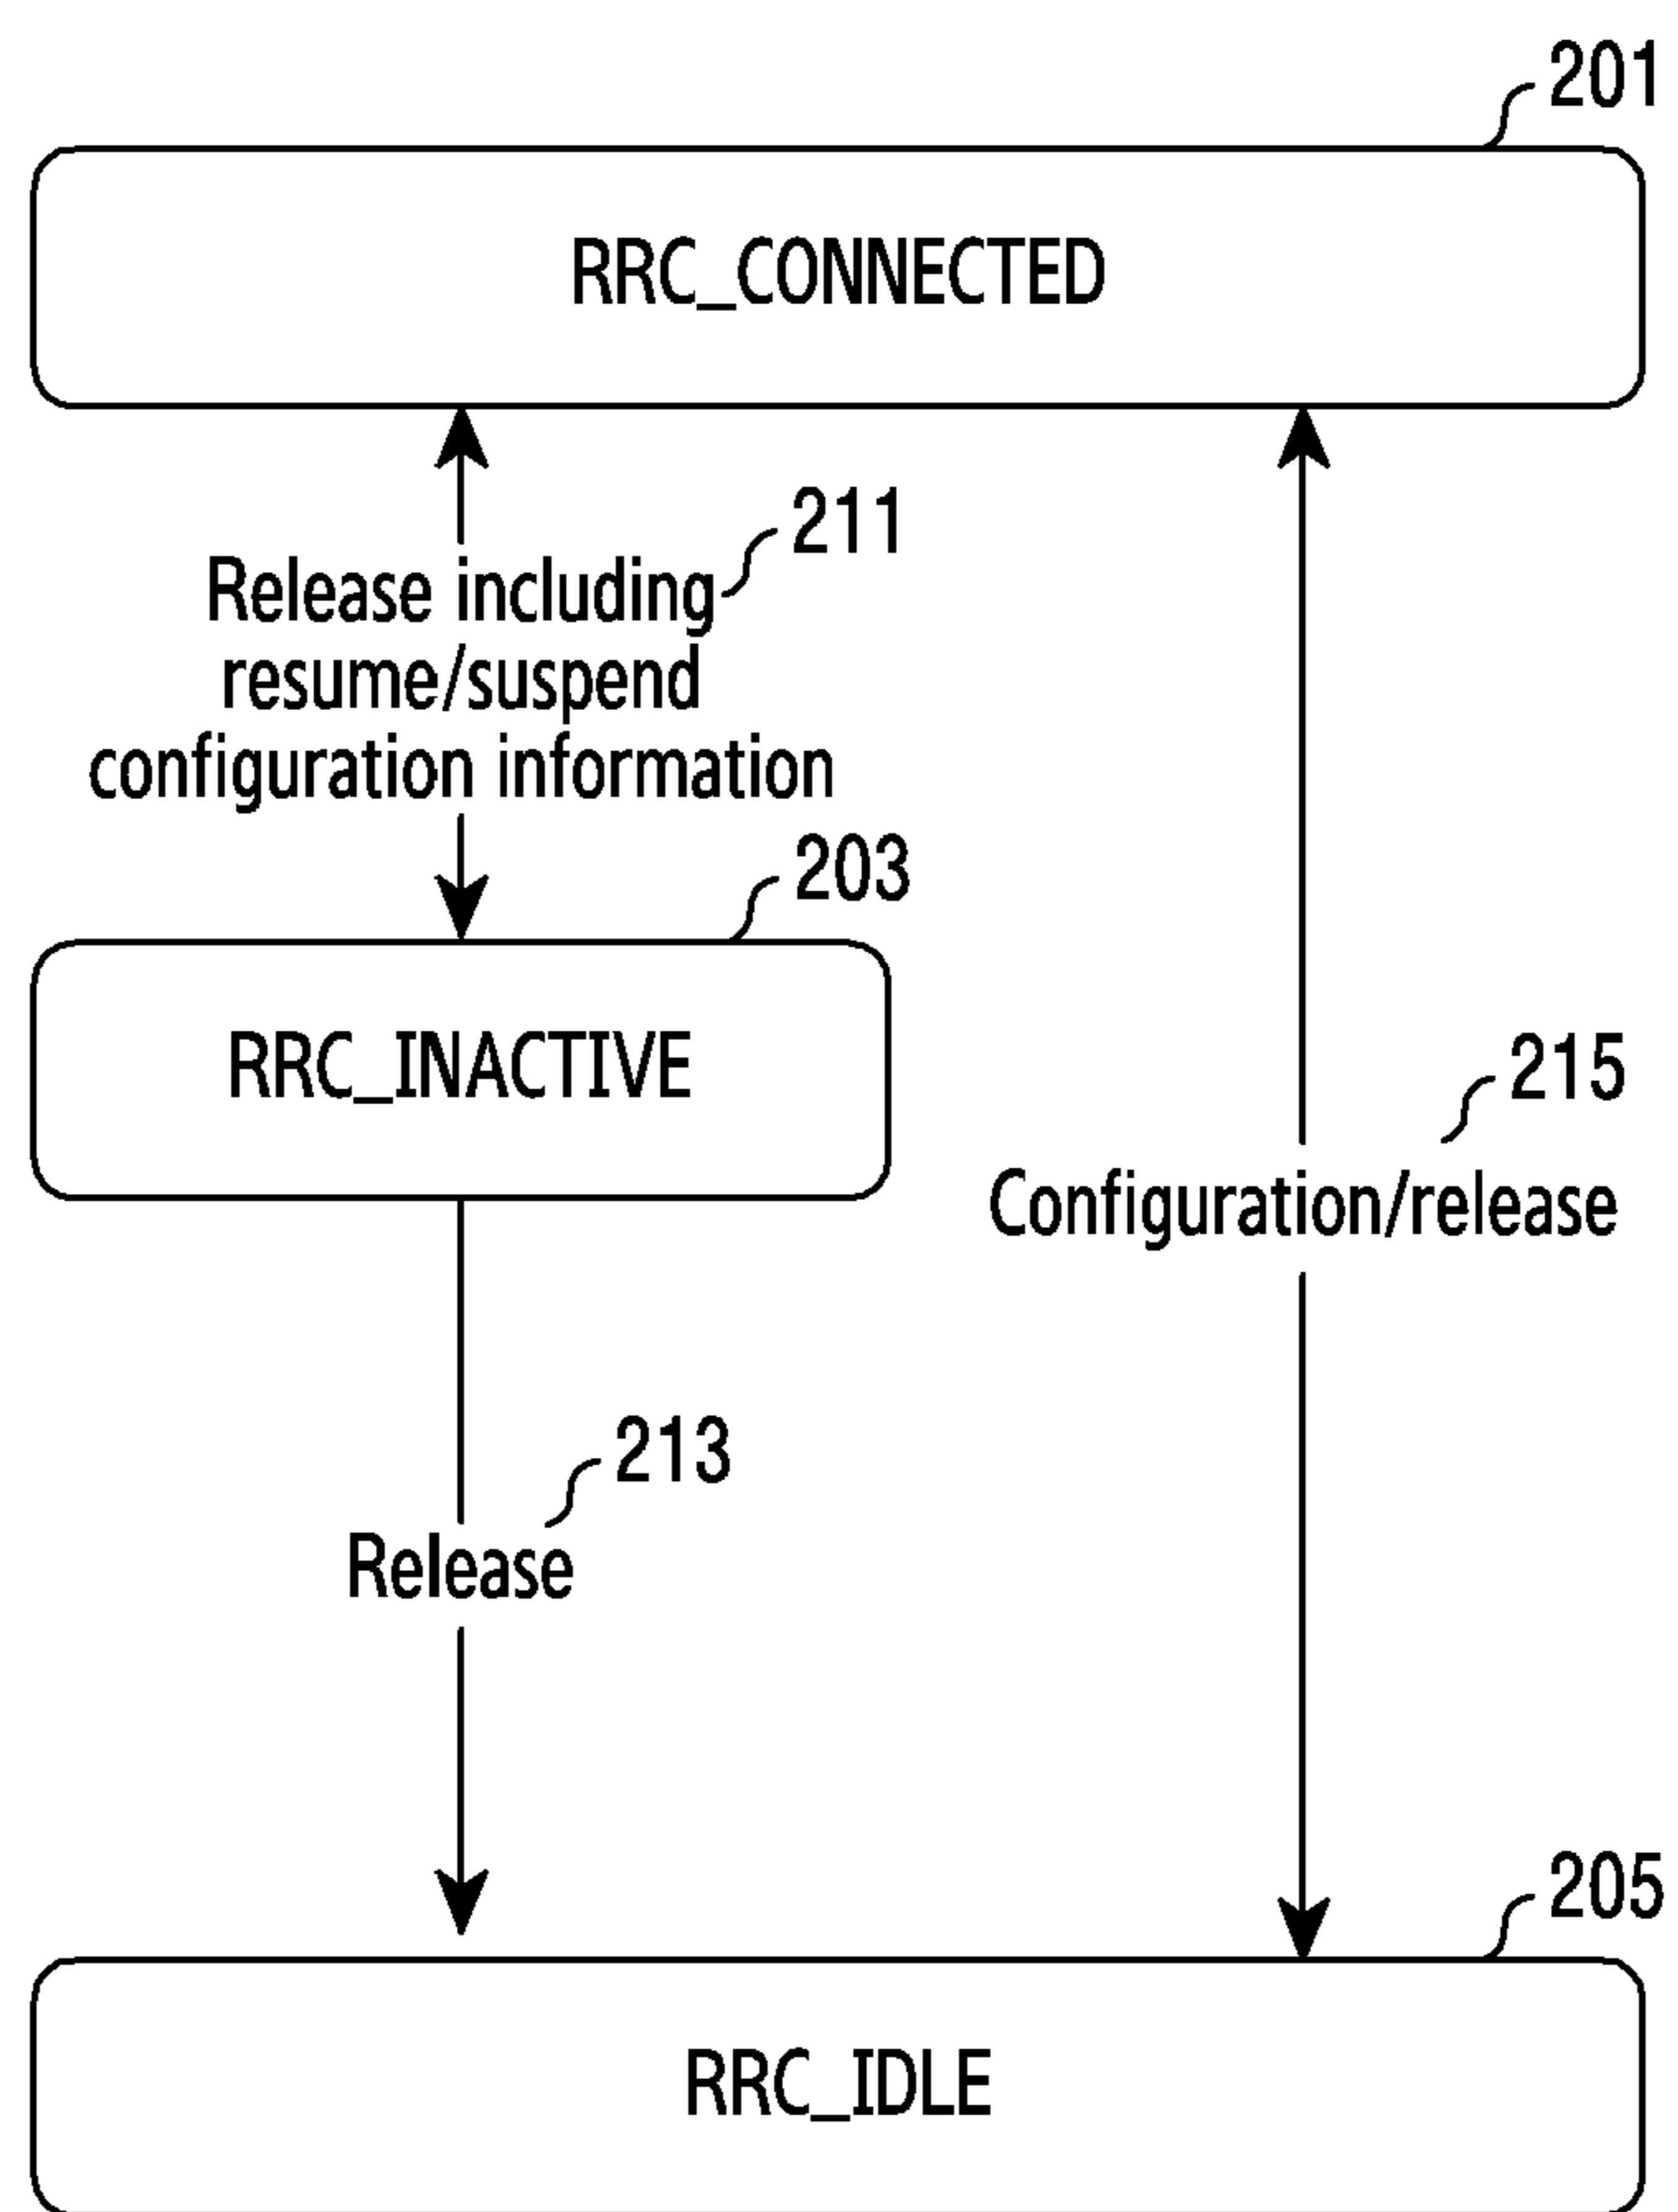 201
RRC_CONNECTED
211
Release including
resume/suspend
configuration information
203
RRC_INACTIVE
215
Configuration/release
213
Release
205
RRC_IDLE